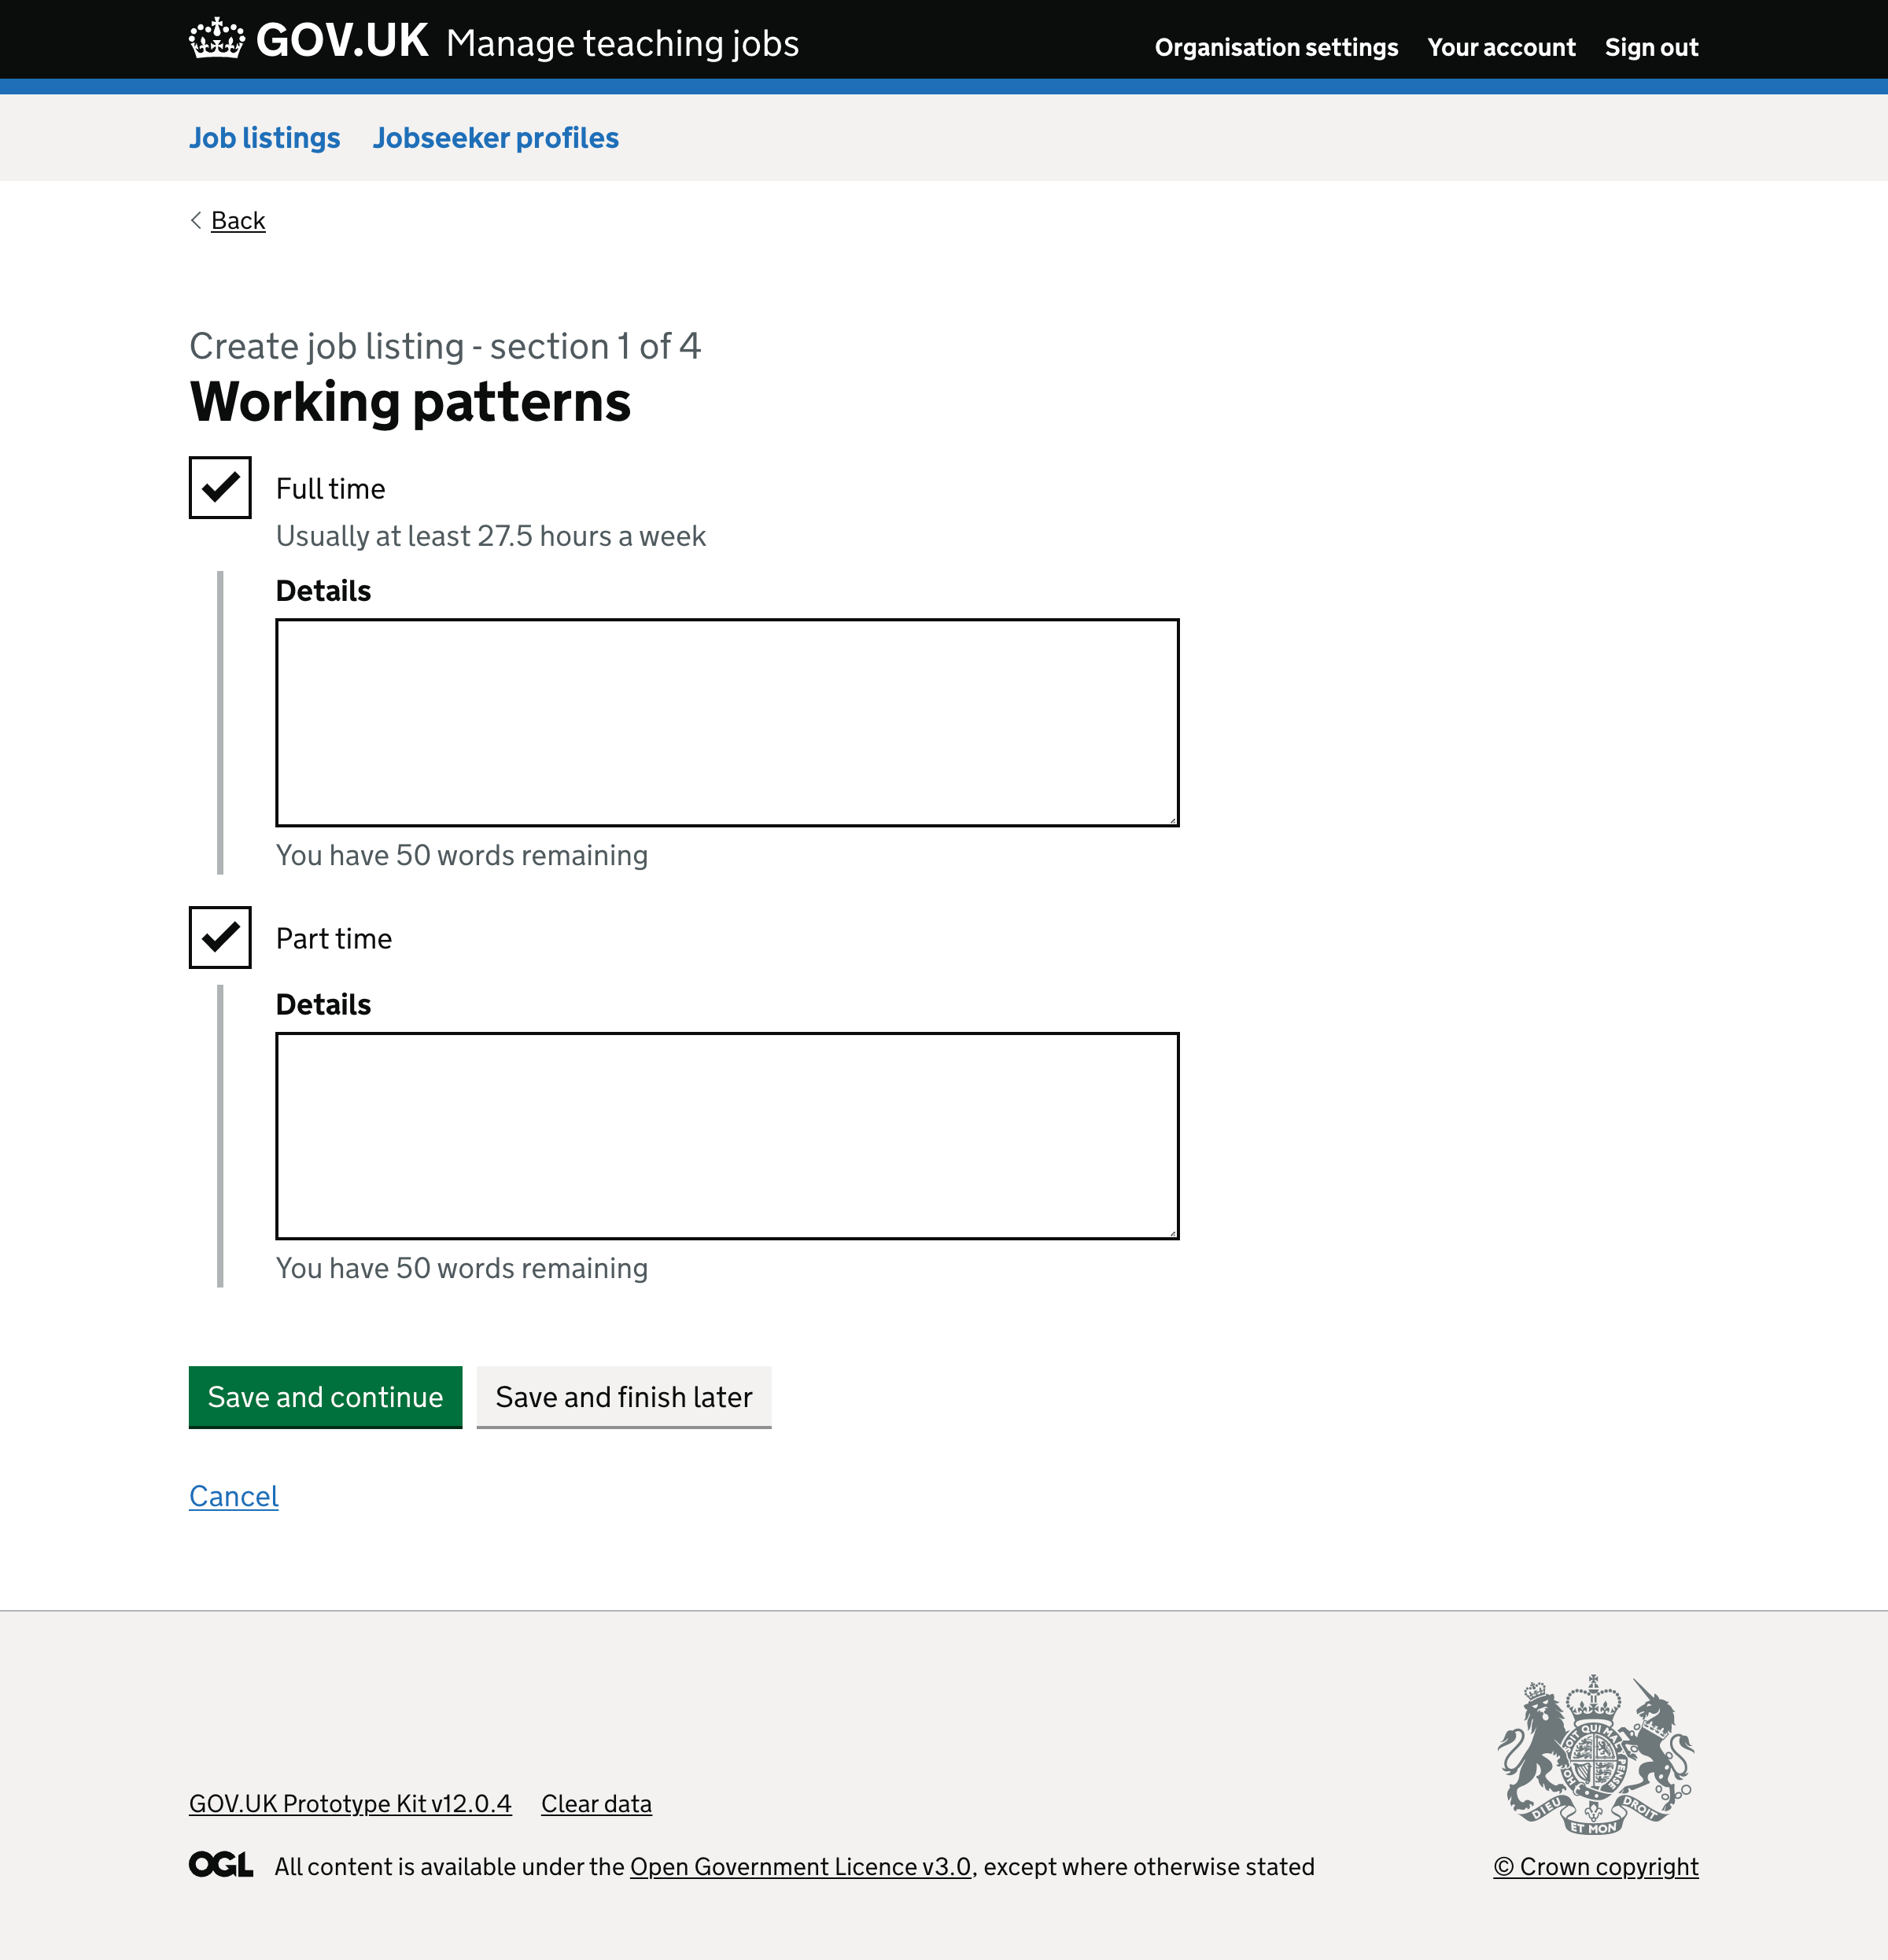 GOV.UK Manage teaching jobs
Organisation settings Your account Sign out
Job listings Jobseeker profiles
Back
Create job listing - section 1 of 4
Working patterns
Full time
Usually at least 27.5 hours a week
Details
You have 50 words remaining
Part time
Details
You have 50 words remaining
Save and continue Save and finish later
Cancel
GOV.UK Prototype Kit v12.0.4 Clear data
OGL All content is available under the Open Government Licence v3.0, except where otherwise stated
DIEU ET MON DROIT
© Crown copyright